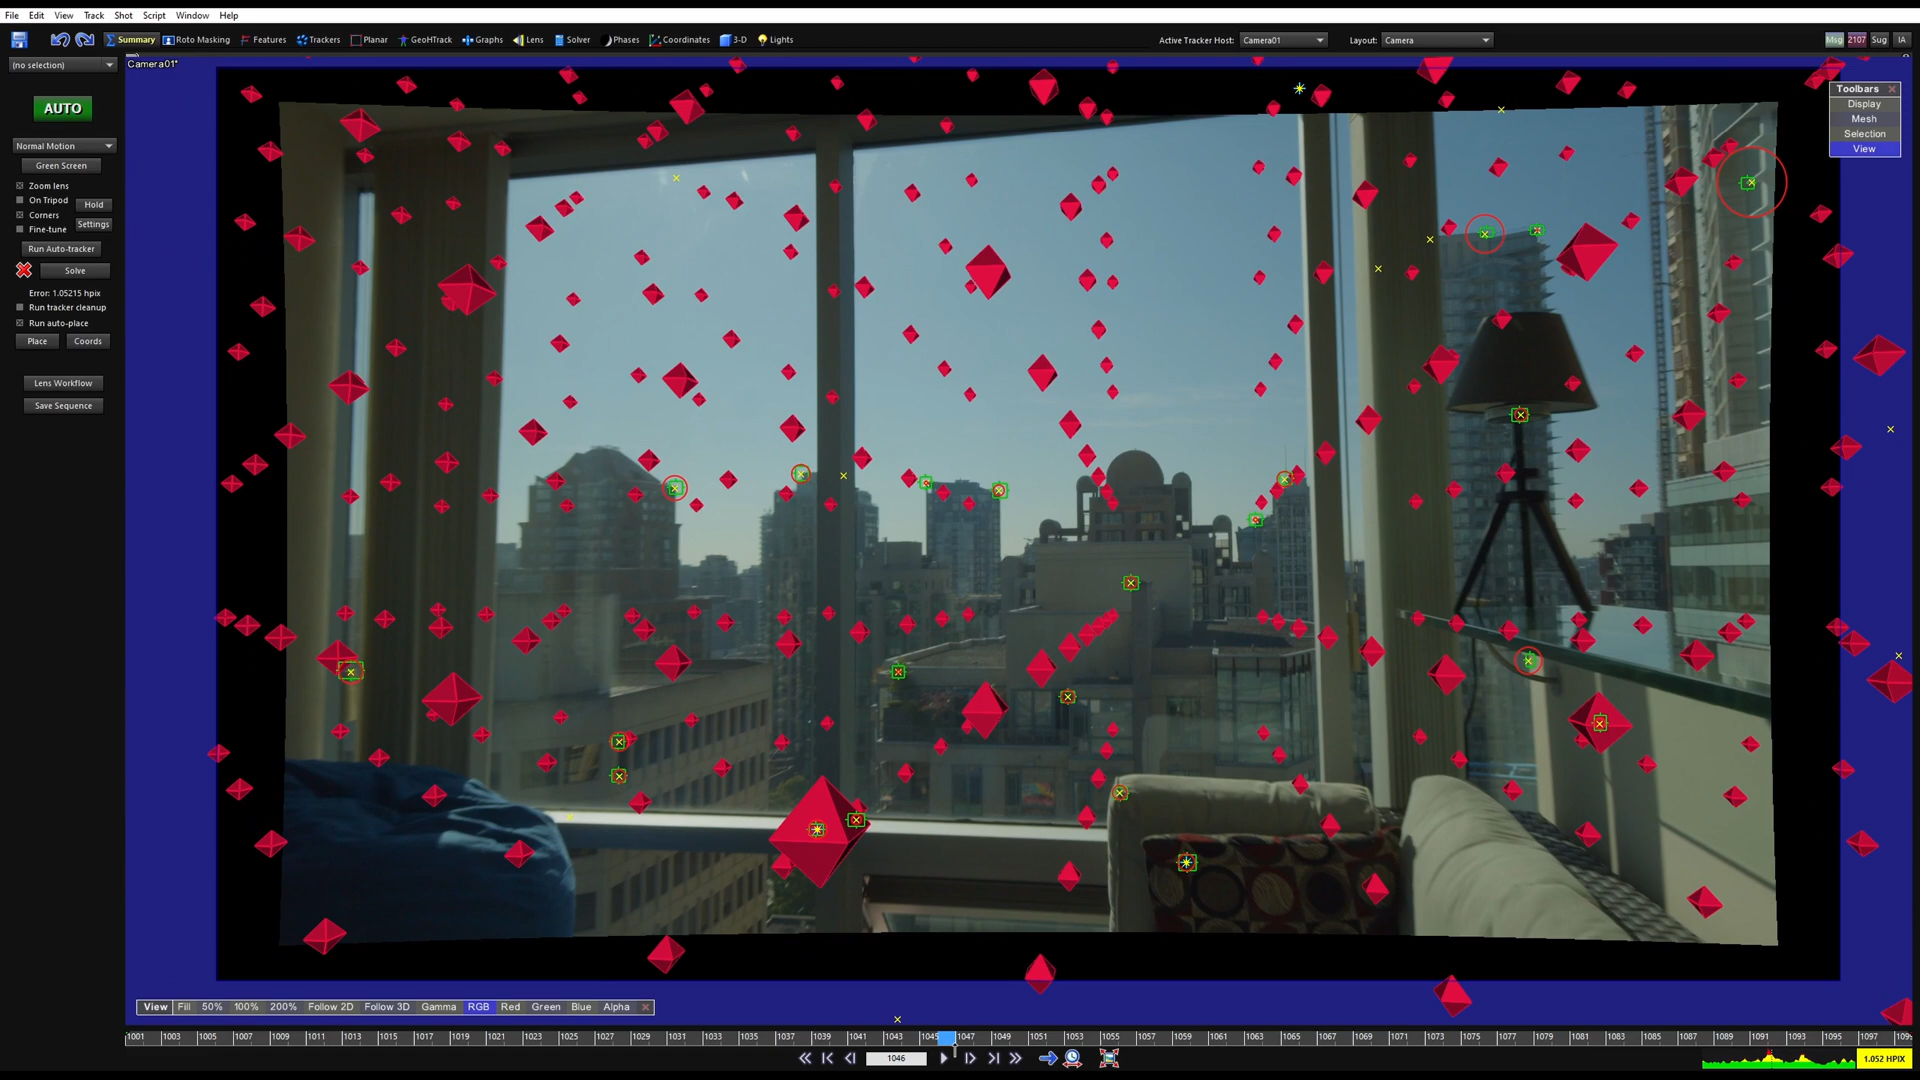 File Edit View Track Shot Script Window Help
Summary Roto Masking Features Trackers Planar GeoHTrack Graphs Lens Solver Phases Coordinates 3-D Lights Active Tracker Host: Camera01 Layout: Camera Msg 2107 Sug IA
(no selection) Camera01*
Toolbars
Display
Mesh
Selection
View
AUTO
Normal Motion
Green Screen
Zoom lens
On Tripod Hold
Corners
Fine-tune Settings
Run Auto-tracker
Solve
Error: 1.05215 hpix
Run tracker cleanup
Run auto-place
Place Coords
Lens Workflow
Save Sequence
View Fill 50% 100% 200% Follow 2D Follow 3D Gamma RGB Red Green Blue Alpha
1001 1003 1005 1007 1009 1011 1013 1015 1017 1019 1021 1023 1025 1027 1029 1031 1033 1035 1037 1039 1041 1043 1045 1047 1049 1051 1053 1055 1057 1059 1061 1063 1065 1067 1069 1071 1073 1075 1077 1079 1081 1083 1085 1087 1089 1091 1093 1095 1097
1046 1.052 HPIX